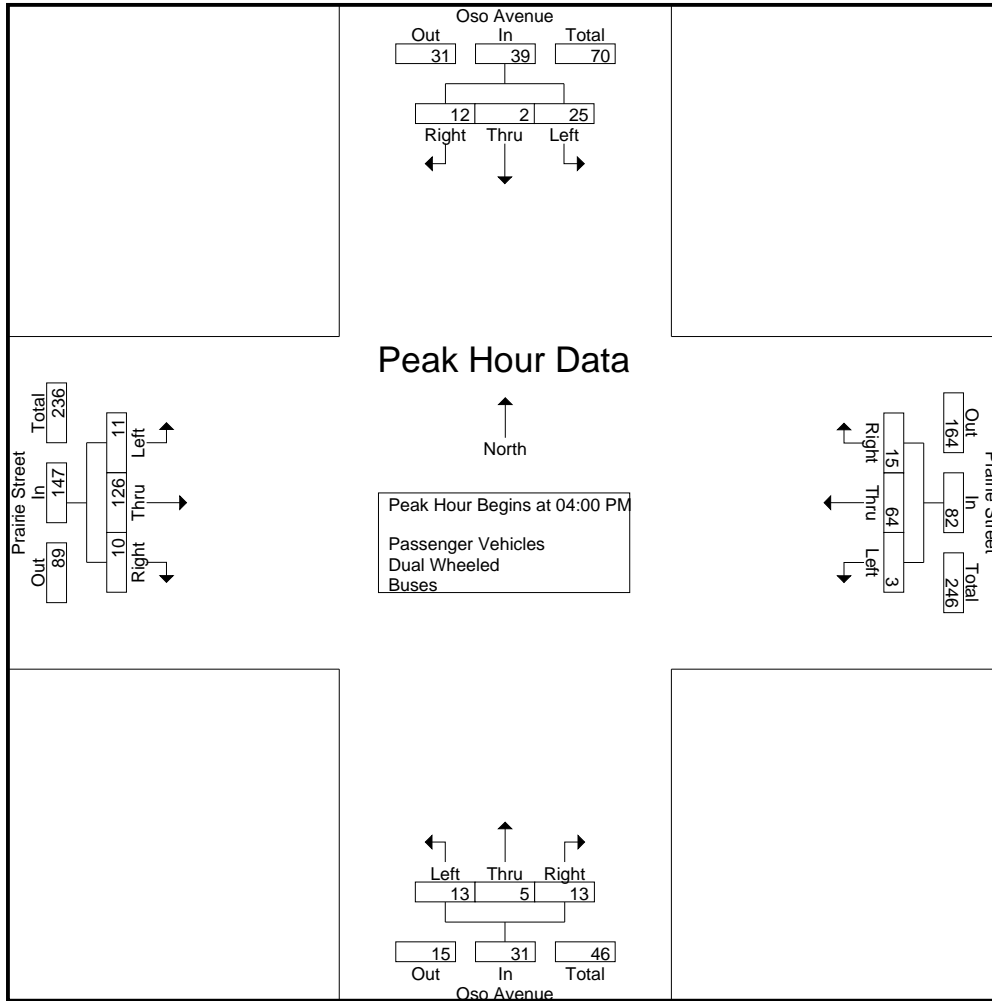 Oso Avenue
Out In Total
31 39 70
12 2 25
Right Thru Left
Peak Hour Data
North
Peak Hour Begins at 04:00 PM
Passenger Vehicles
Dual Wheeled
Buses
Prairie Street
Out In Total
89 147 236
Left Thru Right
11 126 10
Prairie Street
Out In Total
164 82 246
Right Thru Left
15 64 3
Left Thru Right
13 5 13
15 31 46
Out In Total
Oso Avenue